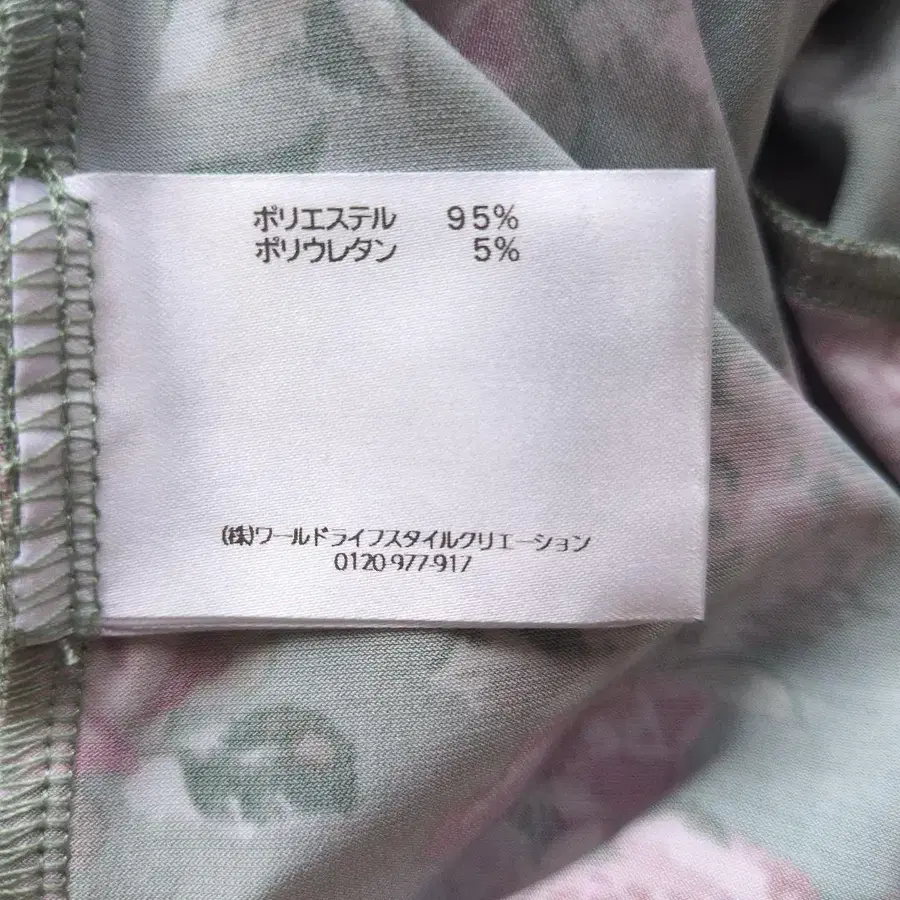 ポリエステル 95%
ポリウレタン 5%
(株)ワールドライフスタイルクリエーション
0120-977-917